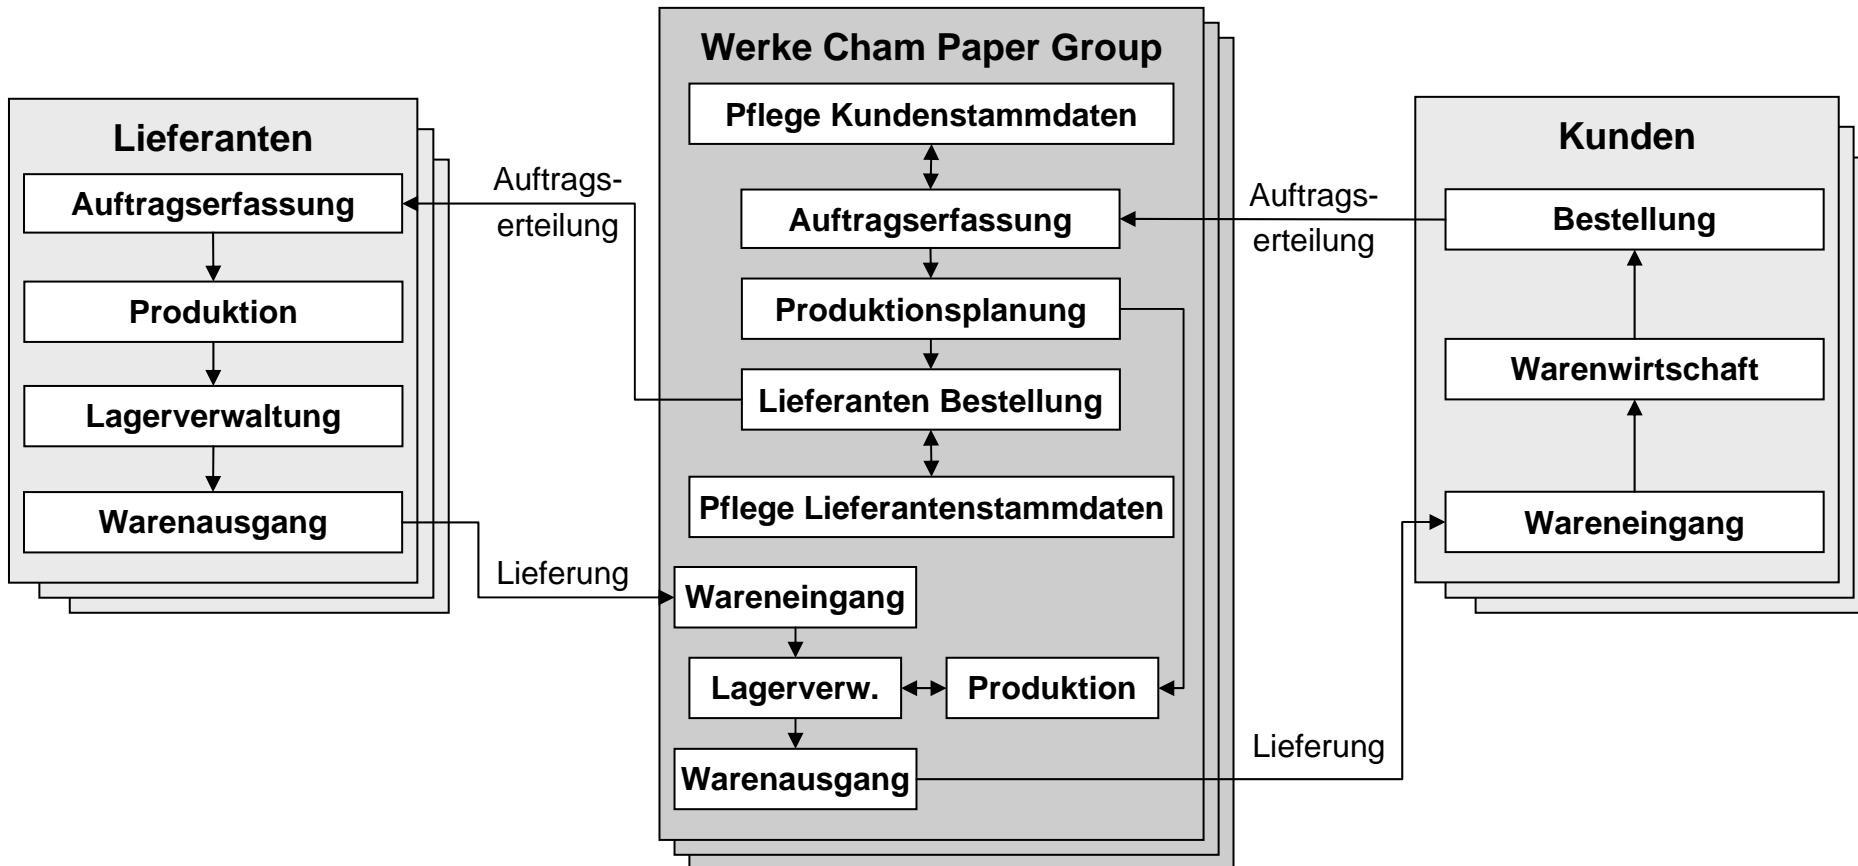 Werke Cham Paper Group
Pflege Kundenstammdaten
Auftragserfassung
Produktionsplanung
Lieferanten Bestellung
Pflege Lieferantenstammdaten
Wareneingang
Lagerverw.
Produktion
Warenausgang
Lieferanten
Auftragserfassung
Produktion
Lagerverwaltung
Warenausgang
Auftrags-
erteilung
Lieferung
Auftrags-
erteilung
Lieferung
Kunden
Bestellung
Warenwirtschaft
Wareneingang